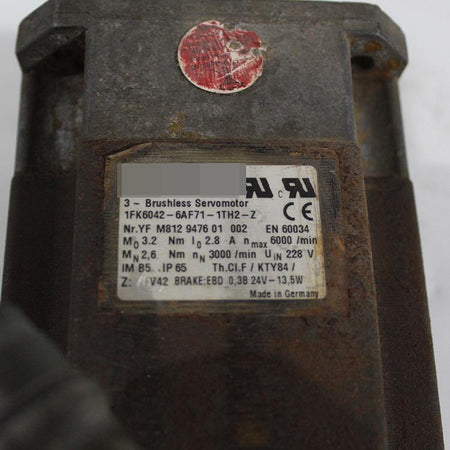 3 ~ Brushless Servomotor
1FK6042-6AF71-1TH2-Z
Nr.YF M812 9476 01 002 EN 60034
M0 3.2 Nm I0 2.8 A nmax 6000 /min
MN 2,6 Nm nN 3000 /min UIN 228 V
IM B5 IP 65 Th.Cl.F / KTY84 /
Z: V42 BRAKE:EBD 0,3B 24V-13,5W
Made in Germany